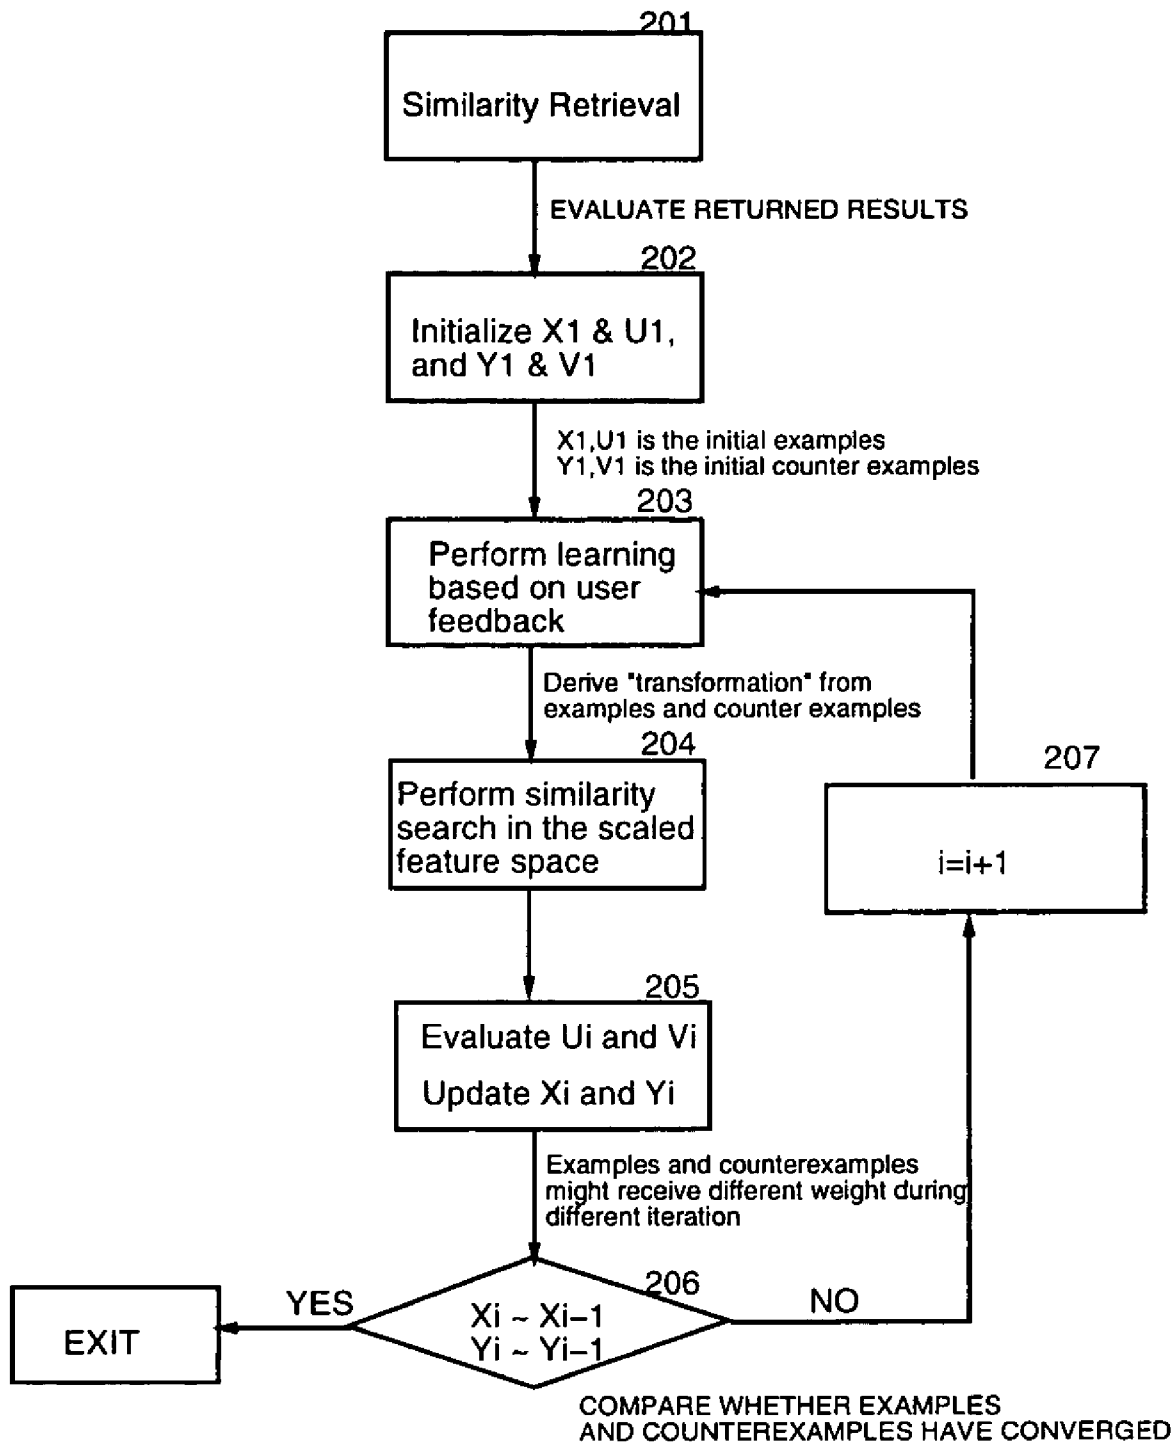 201
Similarity Retrieval
EVALUATE RETURNED RESULTS
202
Initialize X1 & U1,
and Y1 & V1
X1,U1 is the initial examples
Y1,V1 is the initial counter examples
203
Perform learning
based on user
feedback
Derive "transformation" from
examples and counter examples
204
Perform similarity
search in the scaled
feature space
207
i=i+1
205
Evaluate Ui and Vi
Update Xi and Yi
Examples and counterexamples
might receive different weight during
different iteration
206
Xi ~ Xi-1
Yi ~ Yi-1
YES
NO
EXIT
COMPARE WHETHER EXAMPLES
AND COUNTEREXAMPLES HAVE CONVERGED